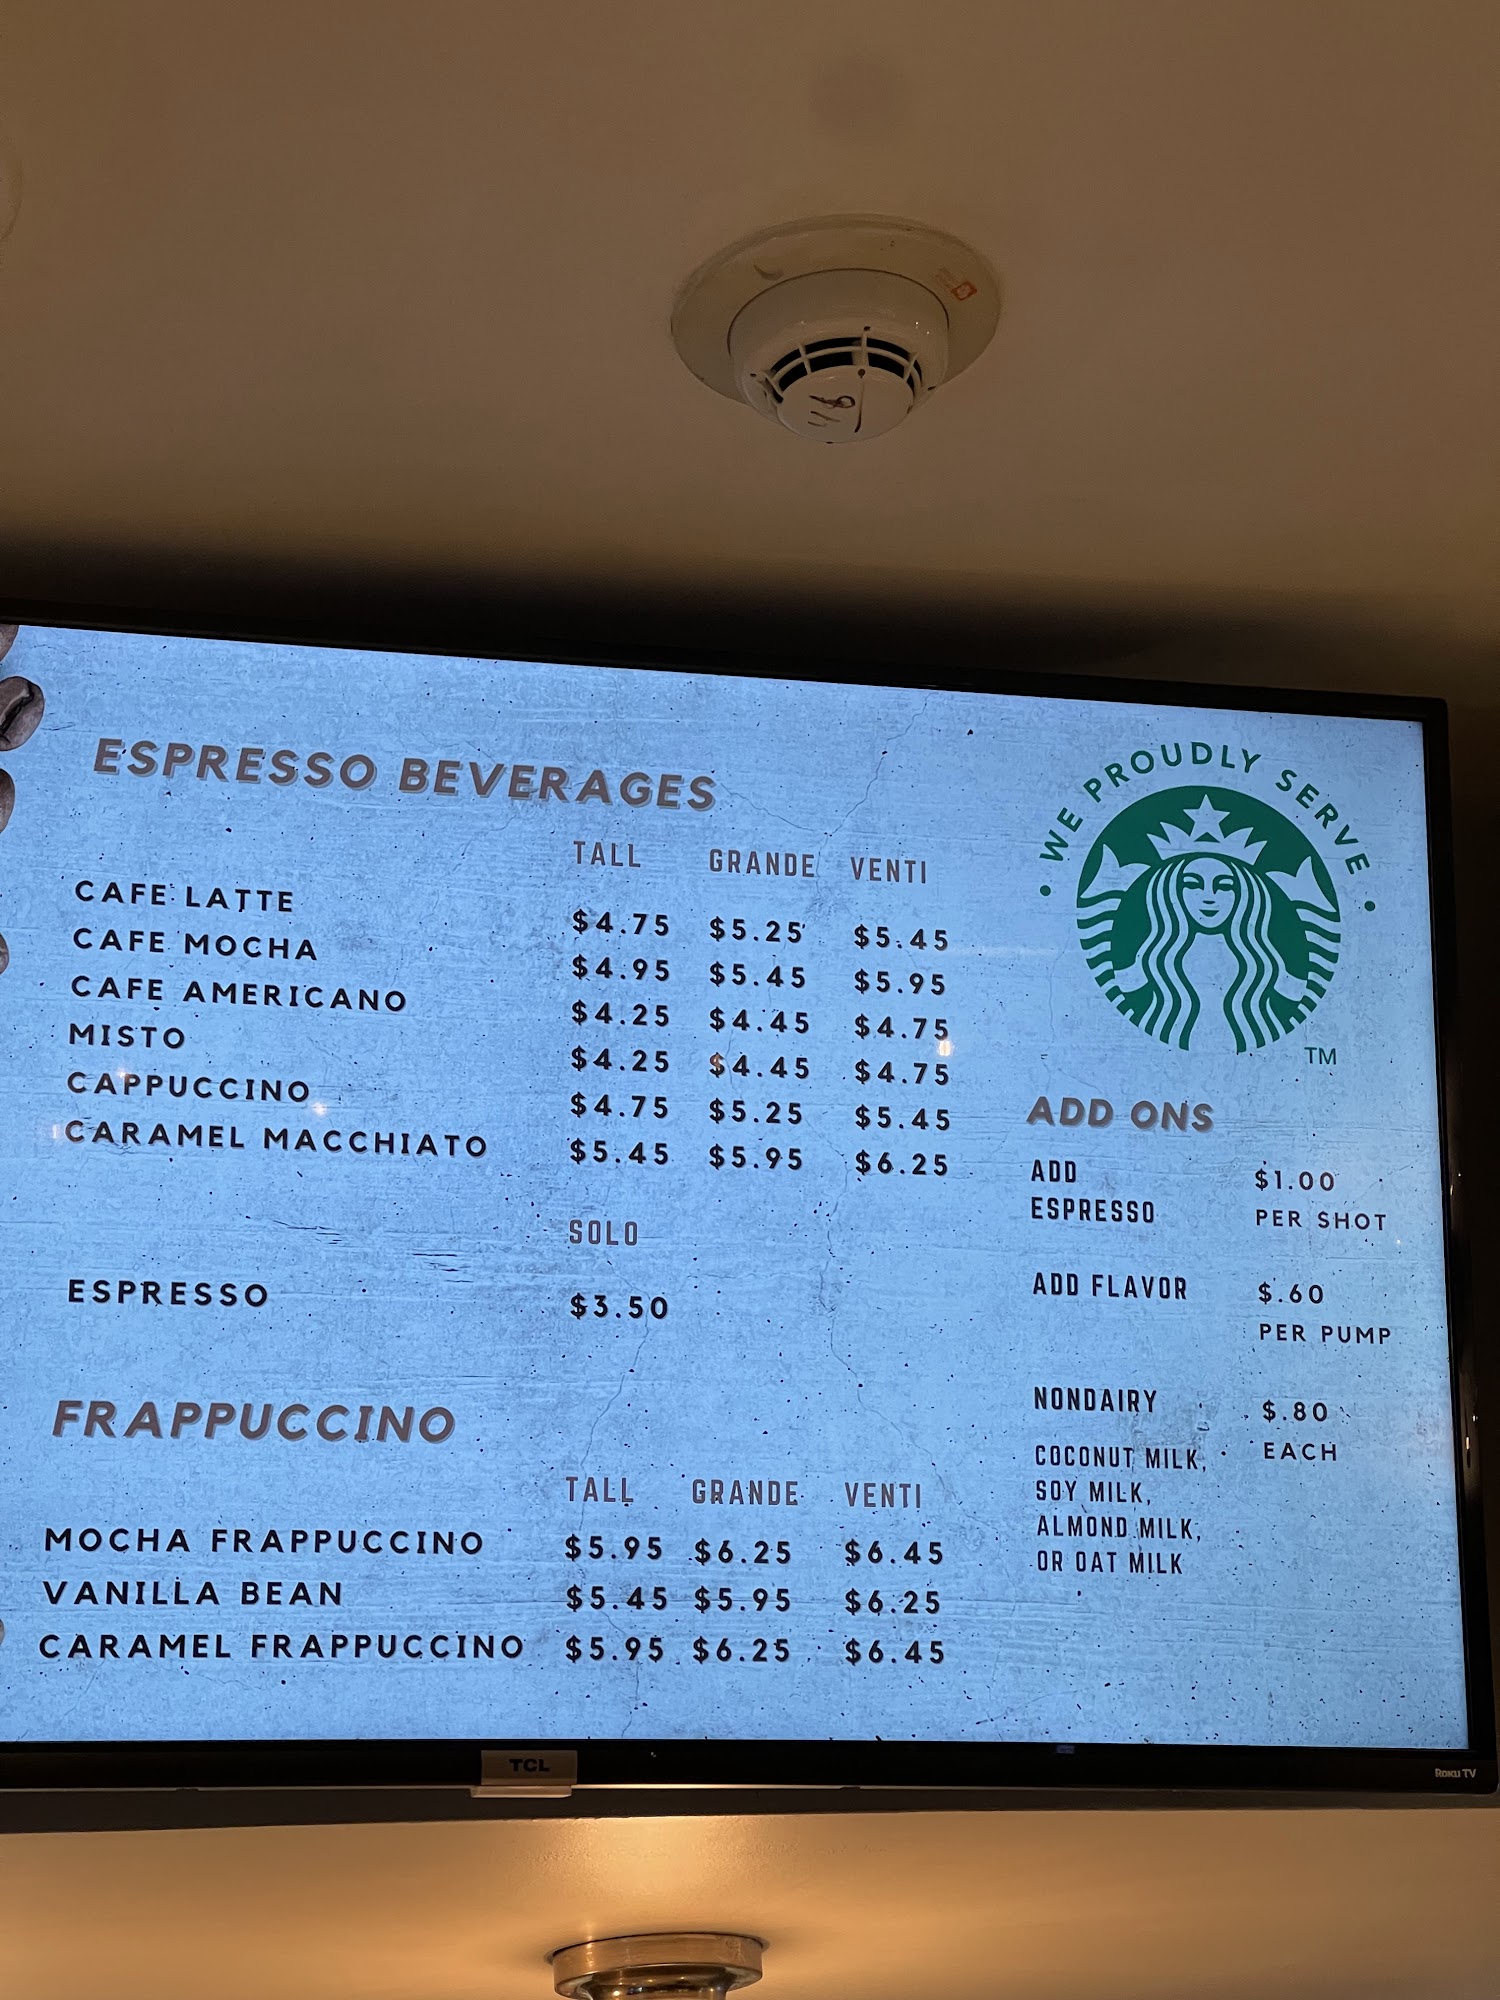 ESPRESSO BEVERAGES
TALL GRANDE VENTI
CAFE LATTE $4.75 $5.25 $5.45
CAFE MOCHA $4.95 $5.45 $5.95
CAFE AMERICANO $4.25 $4.45 $4.75
MISTO $4.25 $4.45 $4.75
CAPPUCCINO $4.75 $5.25 $5.45
CARAMEL MACCHIATO $5.45 $5.95 $6.25
SOLO
ESPRESSO $3.50
FRAPPUCCINO
TALL GRANDE VENTI
MOCHA FRAPPUCCINO $5.95 $6.25 $6.45
VANILLA BEAN $5.45 $5.95 $6.25
CARAMEL FRAPPUCCINO $5.95 $6.25 $6.45
• WE PROUDLY SERVE •
TM
ADD ONS
ADD $1.00
ESPRESSO PER SHOT
ADD FLAVOR $.60
PER PUMP
NONDAIRY $.80
EACH
COCONUT MILK,
SOY MILK,
ALMOND MILK,
OR OAT MILK
TCL
Roku TV